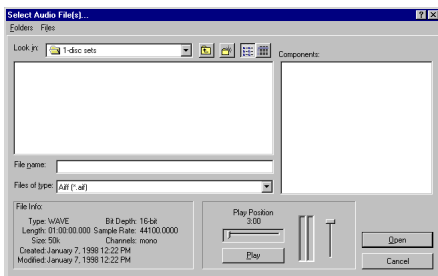 Select Audio File(s)...
Folders Files
Look in: 1-disc sets
Components:
File name:
Files of type: Aiff (*.aif)
File Info:
Type: WAVE Bit Depth: 16-bit
Length: 01:00:00.000 Sample Rate: 44100.0000
Size: 50k Channels: mono
Created: January 7, 1998 12:22 PM
Modified: January 7, 1998 12:22 PM
Play Position
3:00
Play
Open
Cancel